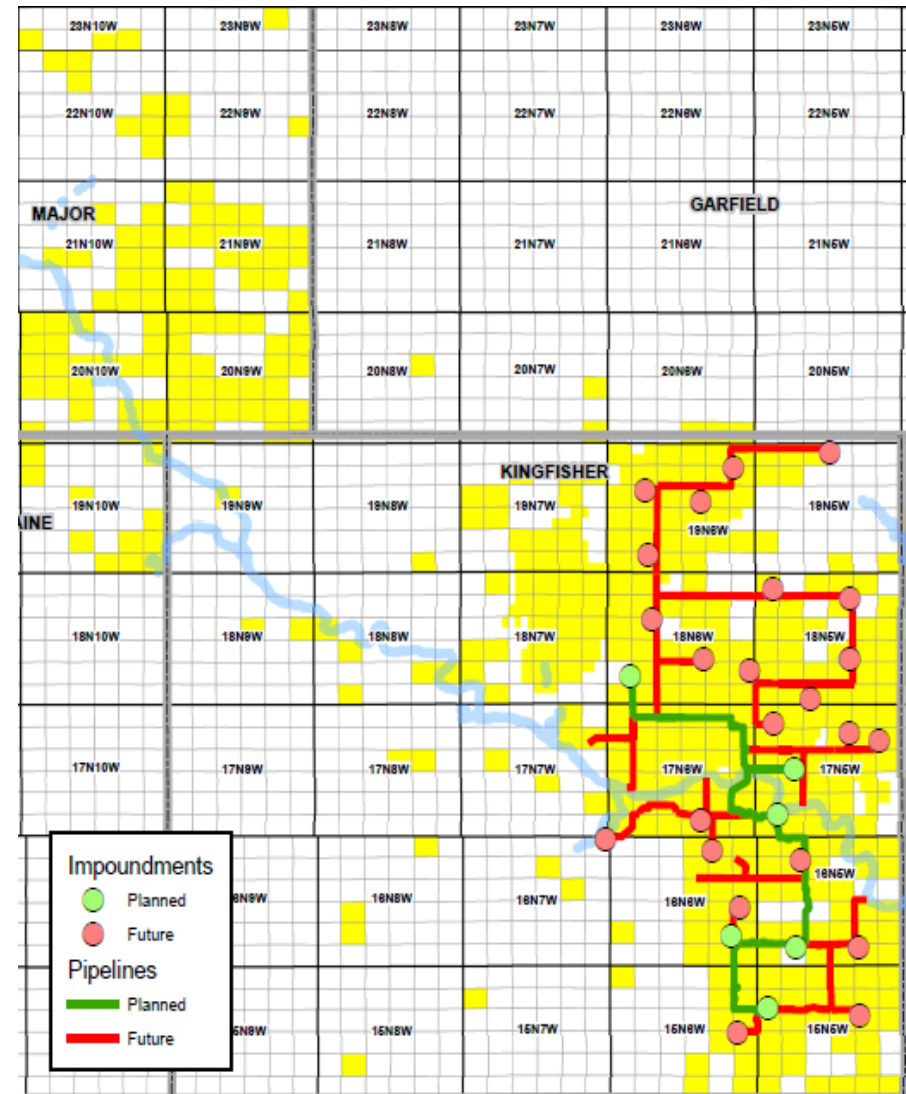 23N10W 23N9W 23N8W 23N7W 23N6W 23N5W
22N10W 22N9W 22N8W 22N7W 22N6W 22N5W
MAJOR GARFIELD
21N10W 21N9W 21N8W 21N7W 21N6W 21N5W
20N10W 20N9W 20N8W 20N7W 20N6W 20N5W
KINGFISHER
19N10W 19N9W 19N8W 19N7W 19N5W
AINE 19N6W
18N10W 18N9W 18N8W 18N7W 18N6W 18N5W
17N10W 17N9W 17N8W 17N7W 17N6W 17N5W
Impoundments
16N5W
Planned 6N9W 16N8W 16N7W 16N6W
Future
Pipelines
Planned
5N9W 15N8W 15N7W 15N6W 15N5W
Future